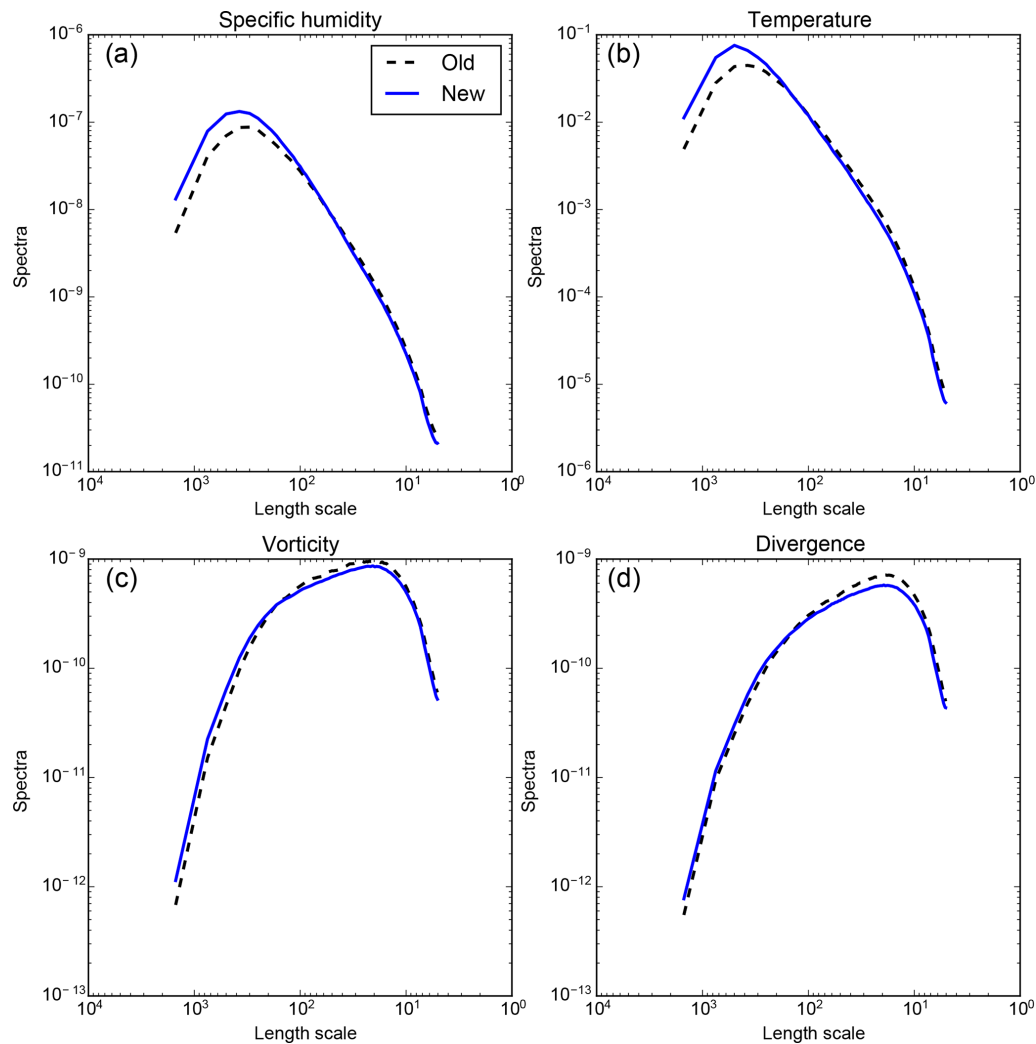 Specific humidity
(a)
Old
New
10^-6
10^-7
10^-8
10^-9
10^-10
10^-11
Spectra
10^4
10^3
10^2
10^1
10^0
Length scale
Temperature
(b)
10^-1
10^-2
10^-3
10^-4
10^-5
10^-6
Spectra
10^4
10^3
10^2
10^1
10^0
Length scale
Vorticity
(c)
10^-9
10^-10
10^-11
10^-12
10^-13
Spectra
10^4
10^3
10^2
10^1
10^0
Length scale
Divergence
(d)
10^-9
10^-10
10^-11
10^-12
10^-13
Spectra
10^4
10^3
10^2
10^1
10^0
Length scale